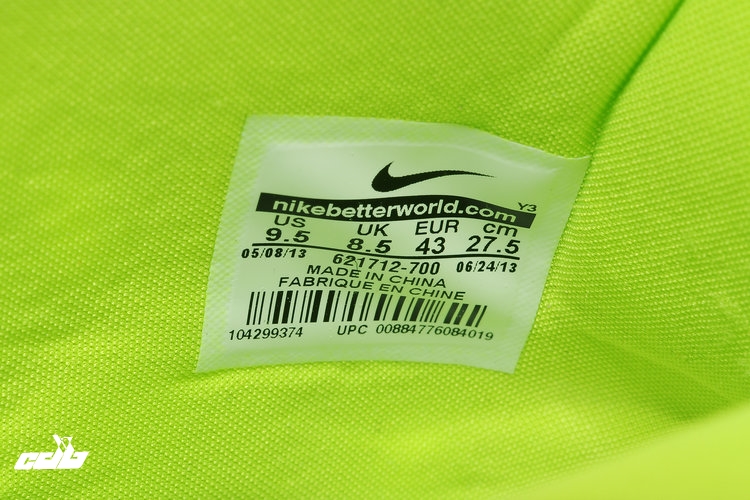 nikebetterworld.com Y3
US UK EUR cm
9.5 8.5 43 27.5
05/08/13 621712-700 06/24/13
MADE IN CHINA
FABRIQUE EN CHINE
104299374 UPC 00884776084019
cdb